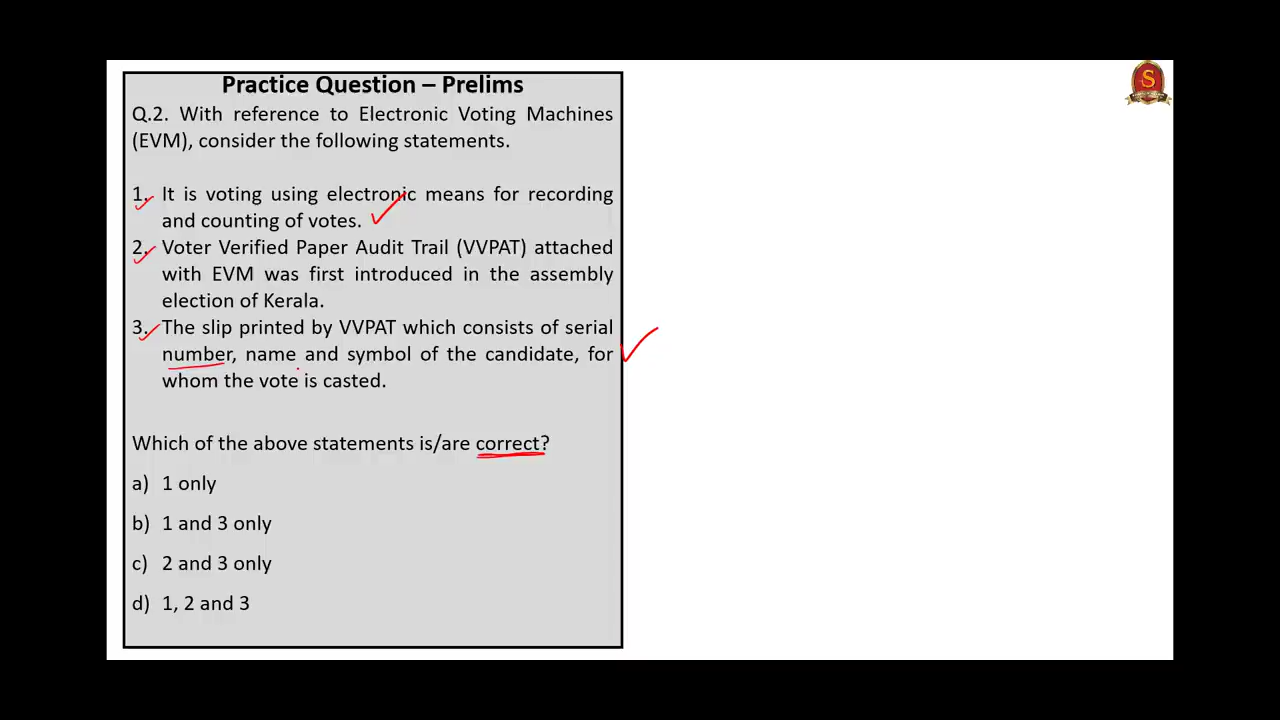 Practice Question – Prelims
Q.2. With reference to Electronic Voting Machines
(EVM), consider the following statements.
1. It is voting using electronic means for recording
and counting of votes.
2. Voter Verified Paper Audit Trail (VVPAT) attached
with EVM was first introduced in the assembly
election of Kerala.
3. The slip printed by VVPAT which consists of serial
number, name and symbol of the candidate, for
whom the vote is casted.
Which of the above statements is/are correct?
a) 1 only
b) 1 and 3 only
c) 2 and 3 only
d) 1, 2 and 3
S